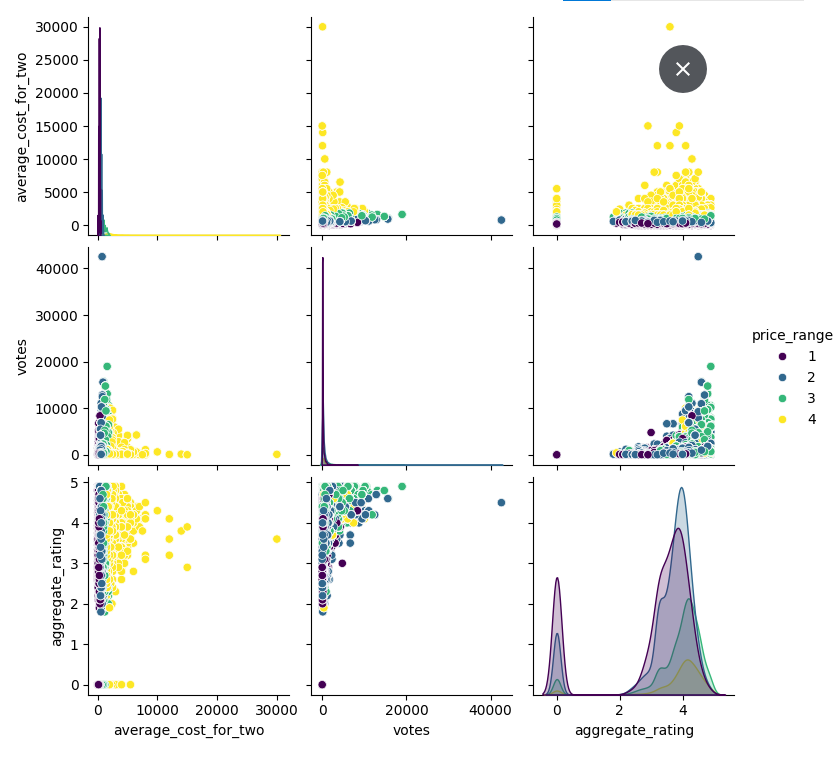 average_cost_for_two
30000
25000
20000
15000
10000
5000
0
votes
40000
30000
20000
10000
0
price_range
1
2
3
4
aggregate_rating
5
4
3
2
1
0
0 10000 20000 30000
average_cost_for_two
0 20000 40000
votes
0 2 4
aggregate_rating